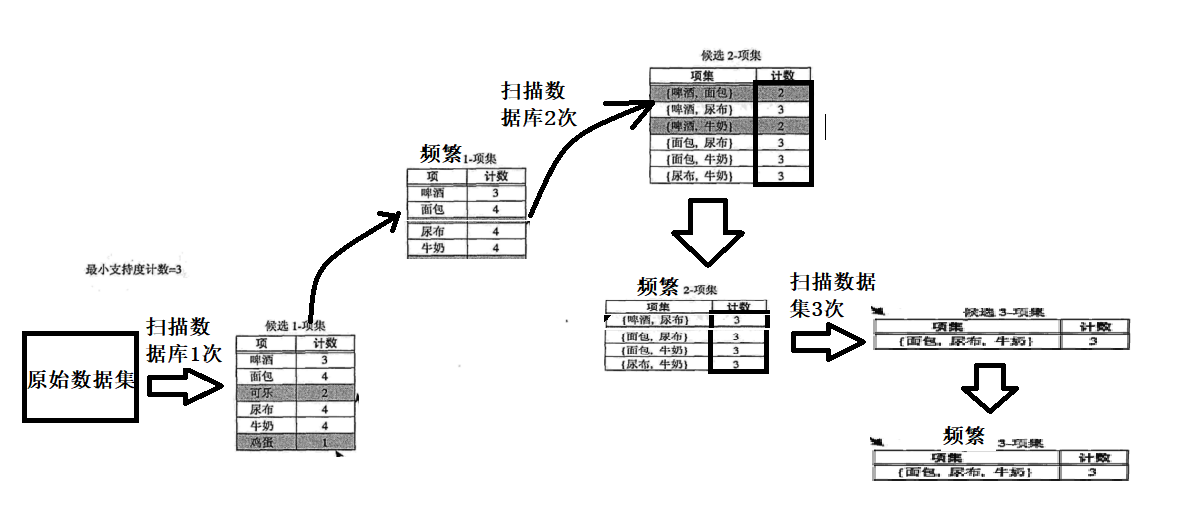 候选 2-项集
项集 计数
{啤酒, 面包} 2
{啤酒, 尿布} 3
{啤酒, 牛奶} 2
{面包, 尿布} 3
{面包, 牛奶} 3
{尿布, 牛奶} 3
扫描数
据库2次
频繁1-项集
项 计数
啤酒 3
面包 4
尿布 4
牛奶 4
最小支持度计数=3
原始数据集
扫描数
据库1次
候选 1-项集
项 计数
啤酒 3
面包 4
可乐 2
尿布 4
牛奶 4
鸡蛋 1
频繁 2-项集
项集 计数
{啤酒, 尿布} 3
{面包, 尿布} 3
{面包, 牛奶} 3
{尿布, 牛奶} 3
扫描数据
集3次
候选 3-项集
项集 计数
{面包, 尿布, 牛奶} 3
频繁 3-项集
项集 计数
{面包, 尿布, 牛奶} 3